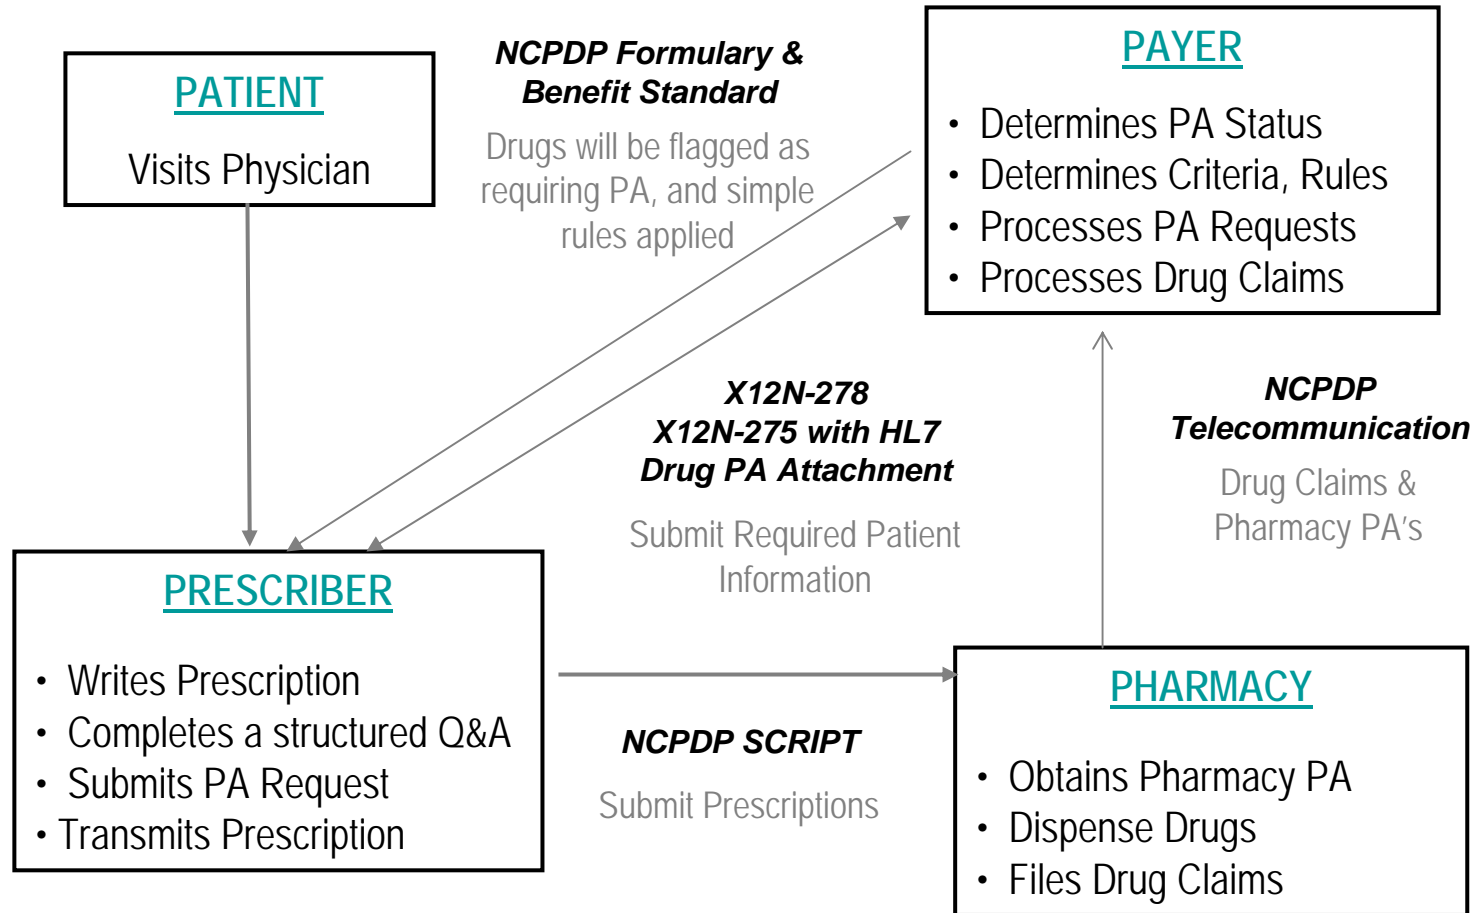 PATIENT
Visits Physician
NCPDP Formulary &
Benefit Standard
Drugs will be flagged as
requiring PA, and simple
rules applied
PAYER
• Determines PA Status
• Determines Criteria, Rules
• Processes PA Requests
• Processes Drug Claims
X12N-278
X12N-275 with HL7
Drug PA Attachment
Submit Required Patient
Information
NCPDP
Telecommunication
Drug Claims &
Pharmacy PA's
PRESCRIBER
• Writes Prescription
• Completes a structured Q&A
• Submits PA Request
• Transmits Prescription
NCPDP SCRIPT
Submit Prescriptions
PHARMACY
• Obtains Pharmacy PA
• Dispense Drugs
• Files Drug Claims